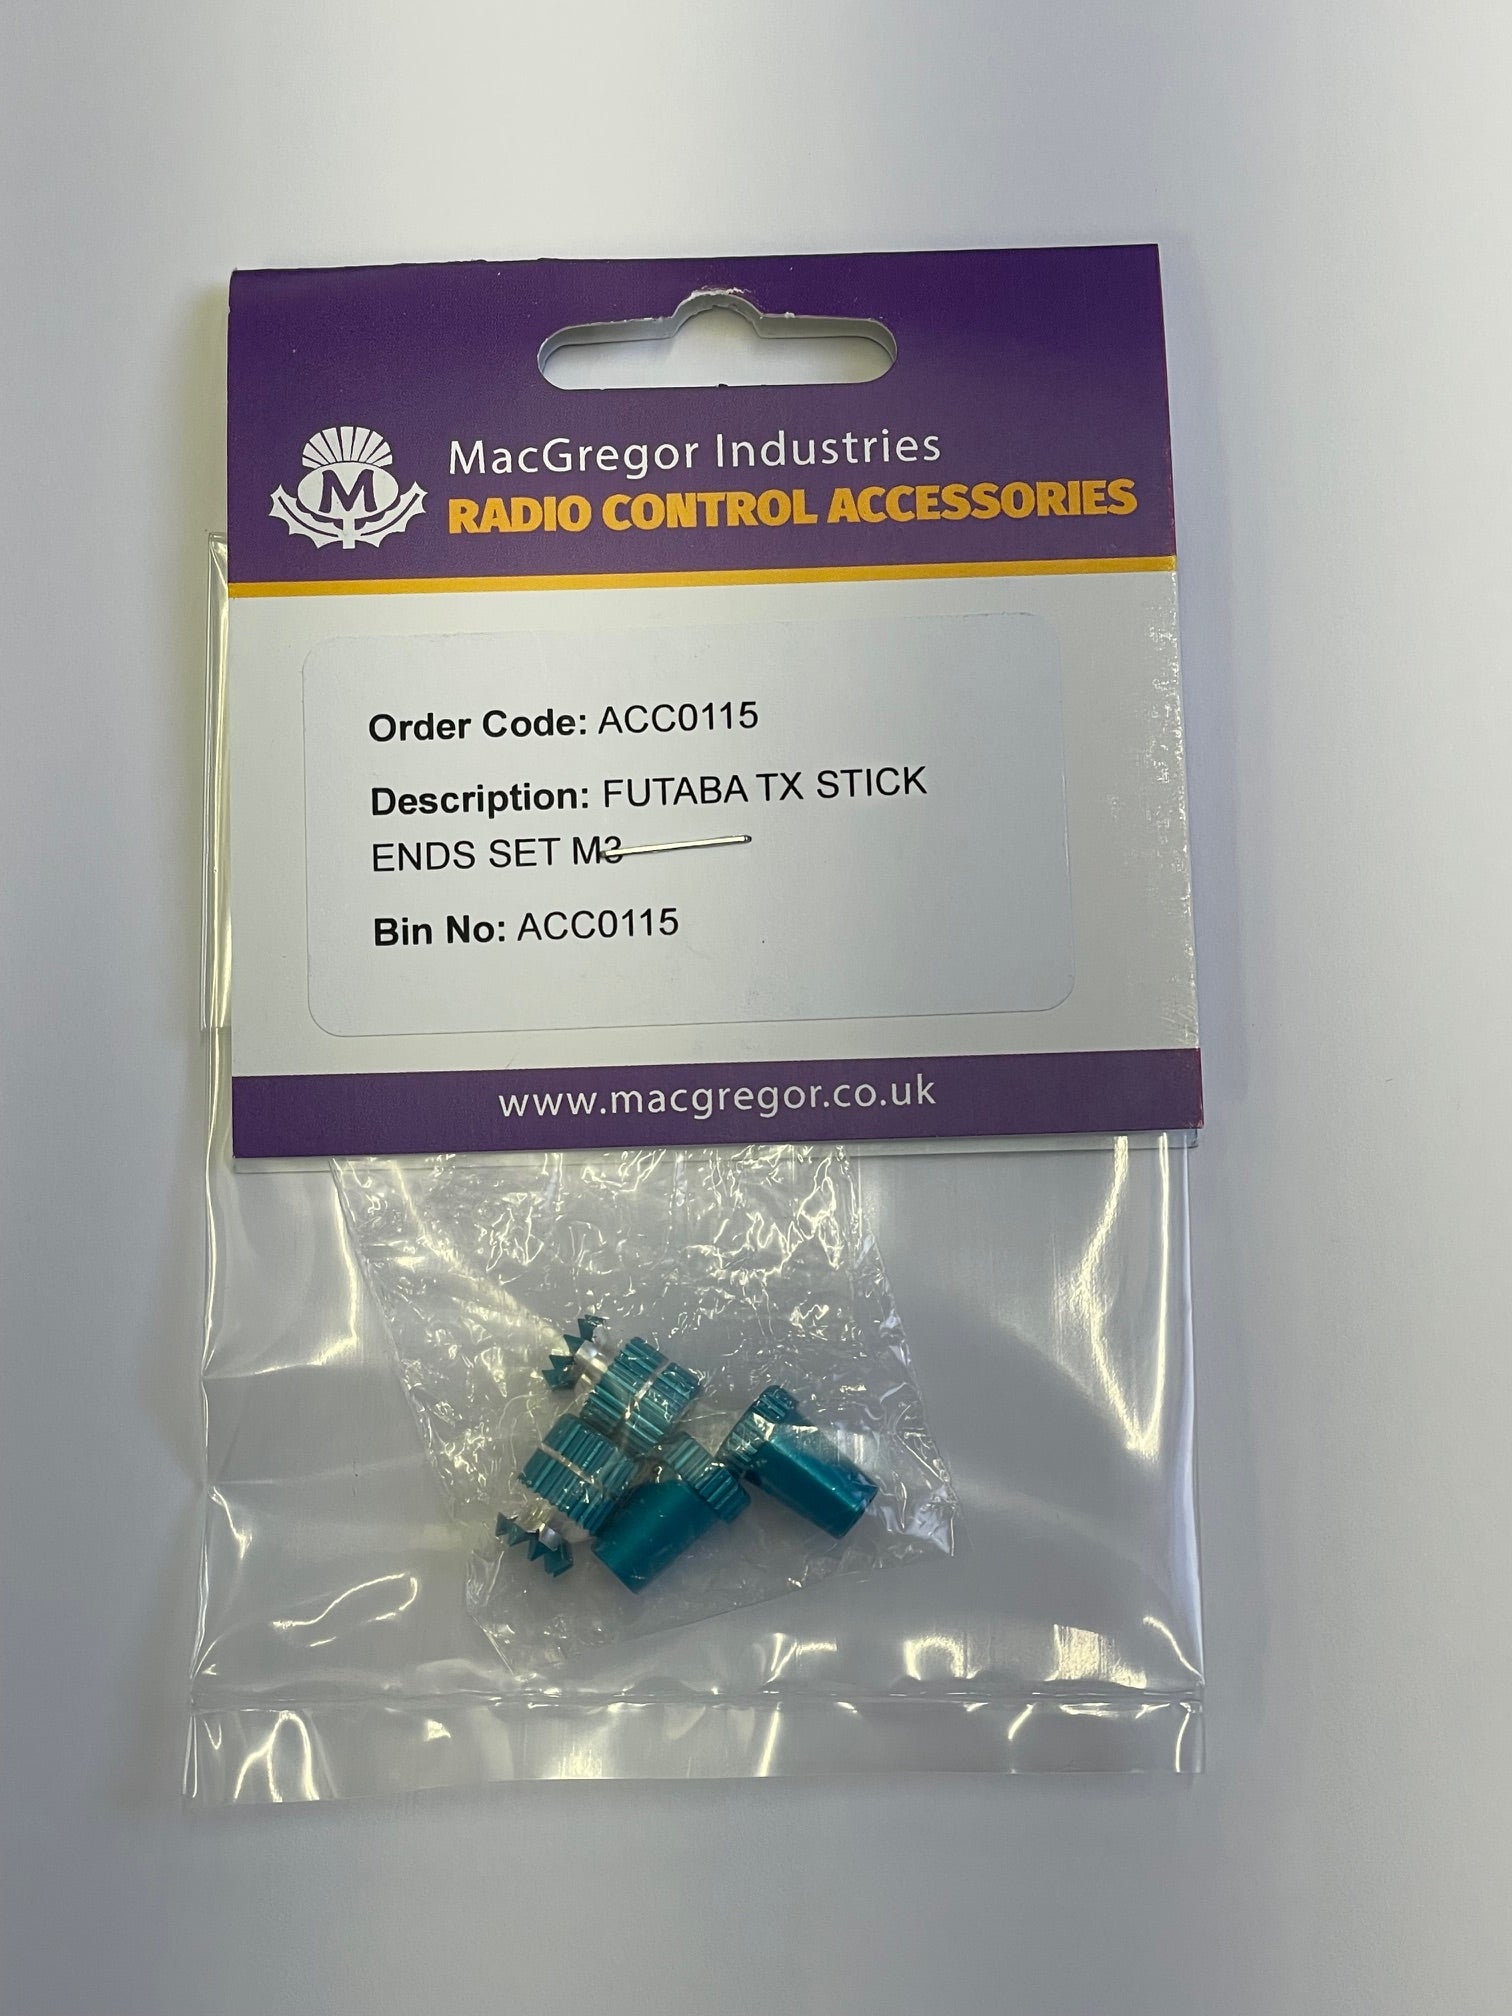 M
MacGregor Industries
RADIO CONTROL ACCESSORIES
Order Code: ACC0115
Description: FUTABA TX STICK
ENDS SET M3
Bin No: ACC0115
www.macgregor.co.uk